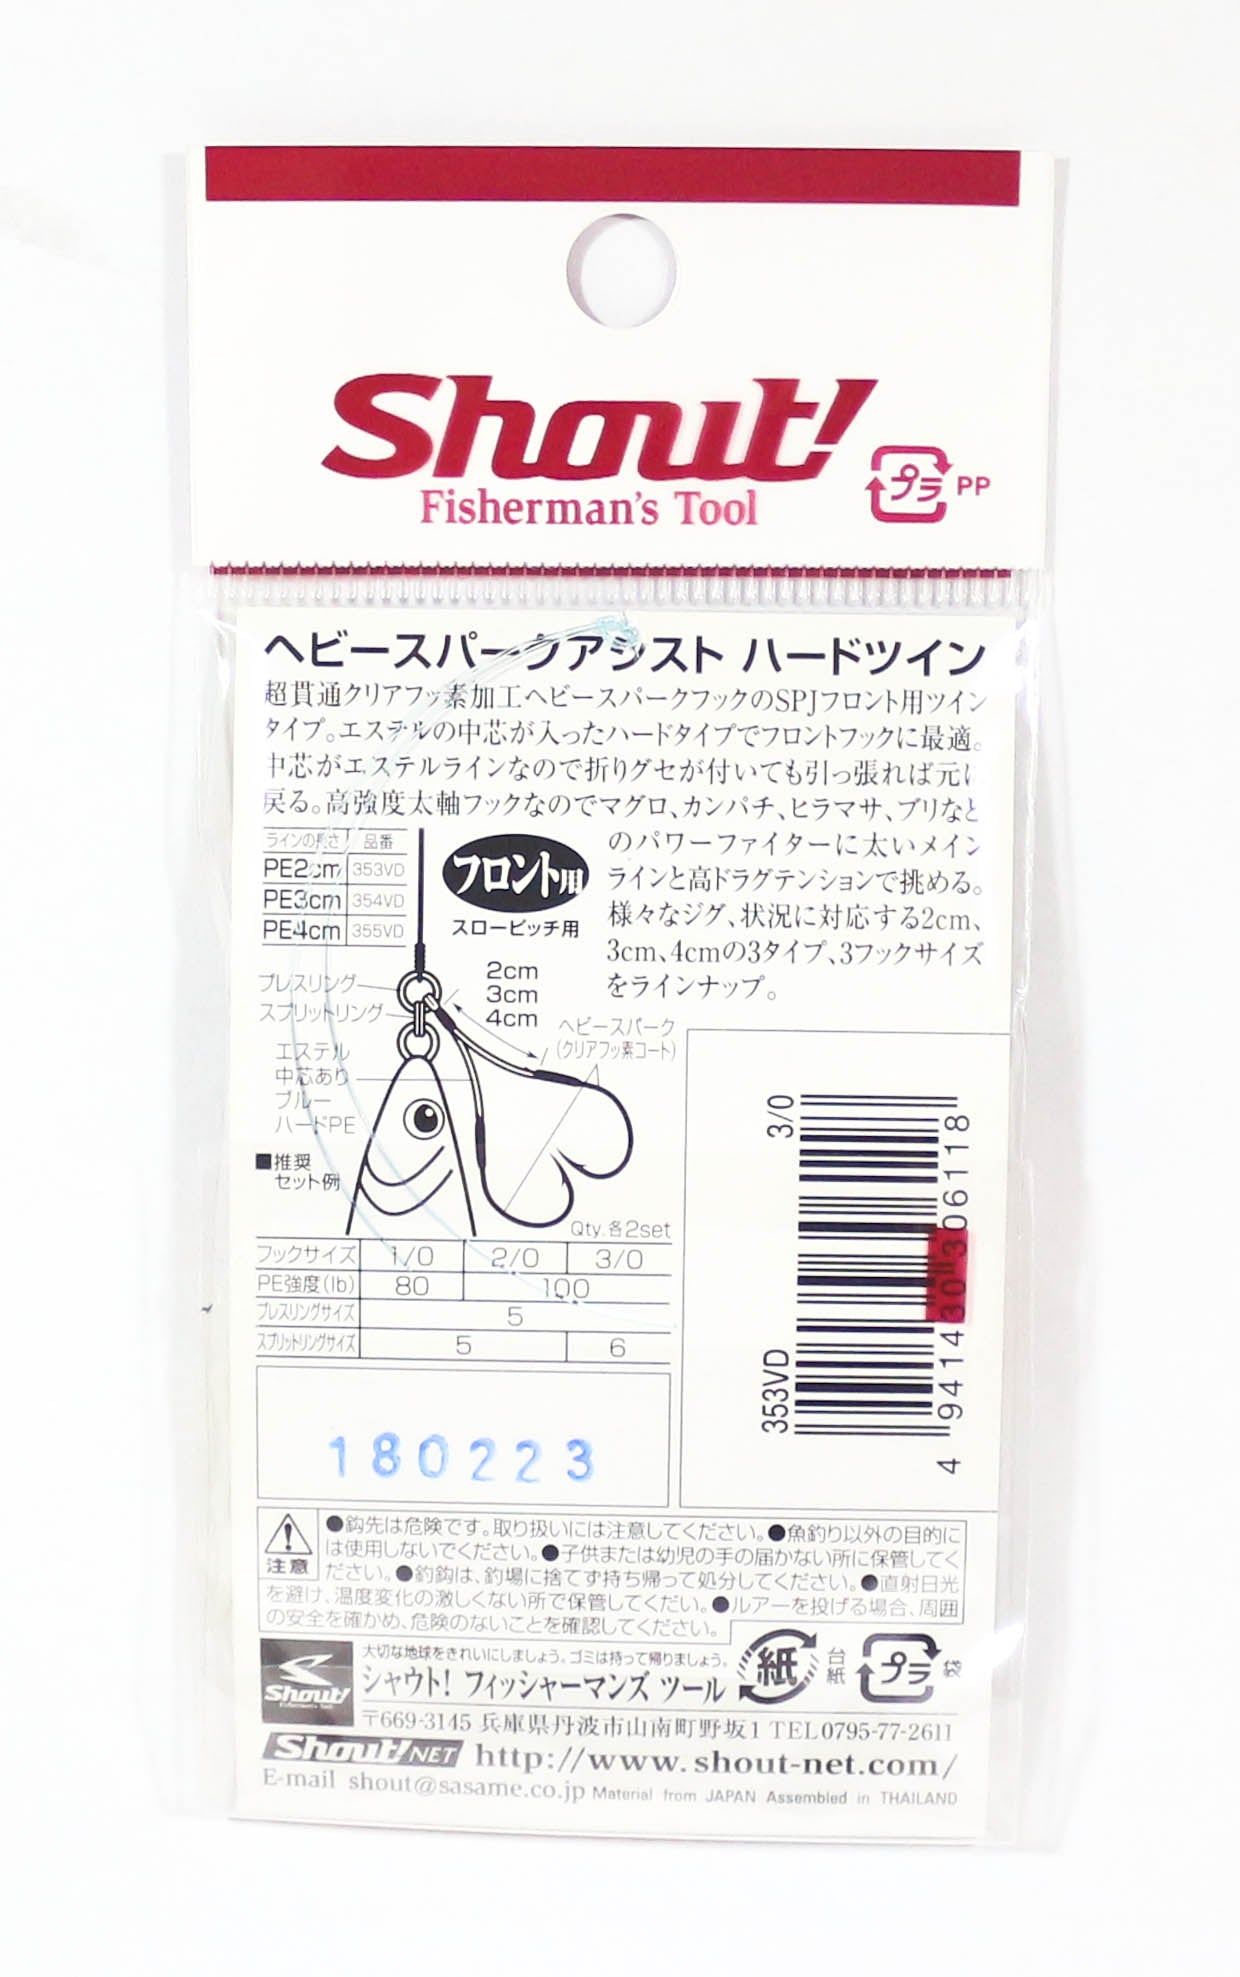 Shout!
Fisherman's Tool
プラ PP
ヘビースパークアシスト ハードツイン
超貫通クリアフッ素加工ヘビースパークフックのSPJフロント用ツイン
タイプ。エステルの中芯が入ったハードタイプでフロントフックに最適。
中芯がエステルラインなので折りグセが付いても引っ張れば元に
戻る。高強度太軸フックなのでマグロ、カンパチ、ヒラマサ、ブリなど
のパワーファイターに太いメイン
ラインと高ドラグテンションで挑める。
様々なジグ、状況に対応する2cm、
3cm、4cmの3タイプ、3フックサイズ
をラインナップ。
ラインの長さ 品番
PE2cm 353VD
PE3cm 354VD
PE4cm 355VD
フロント用
スローピッチ用
プレスリング
スプリットリング
2cm
3cm
4cm
ヘビースパーク
(クリアフッ素コート)
エステル
中芯あり
ブルー
ハードPE
■推奨
セット例
Qty.各2set
フックサイズ 1/0 2/0 3/0
PE強度(lb) 80 100
プレスリングサイズ 5
スプリットリングサイズ 5 6
3/0
353VD
4 941430 306118
180223
注意
●鈎先は危険です。取り扱いには注意してください。●魚釣り以外の目的に
は使用しないでください。●子供または幼児の手の届かない所に保管してく
ださい。●釣鈎は、釣場に捨てず持ち帰って処分してください。●直射日光
を避け、温度変化の激しくない所で保管してください。●ルアーを投げる場合、周囲
の安全を確かめ、危険のないことを確認してください。
Shout!
Fisherman's Tool
大切な地球をきれいにしましょう。ゴミは持って帰りましょう。
シャウト! フィッシャーマンズ ツール
紙 台紙 プラ 袋
〒669-3145 兵庫県丹波市山南町野坂1 TEL0795-77-2611
Shout!NET http://www.shout-net.com/
E-mail shout@sasame.co.jp Material from JAPAN Assembled in THAILAND